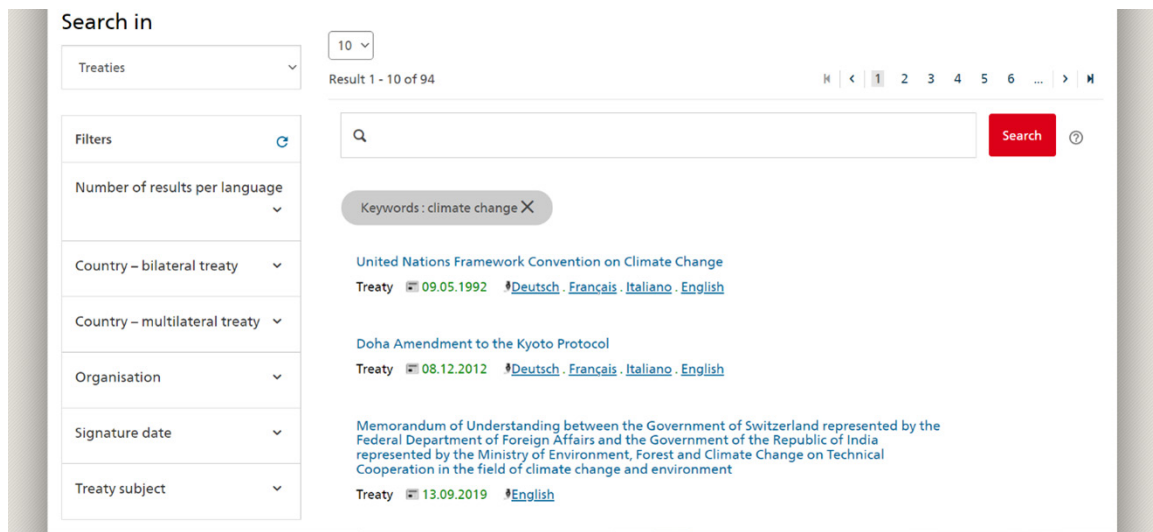 Search in
Treaties
Filters
Number of results per language
Country – bilateral treaty
Country – multilateral treaty
Organisation
Signature date
Treaty subject
10
Result 1 - 10 of 94
1 2 3 4 5 6 ...
Search
Keywords : climate change
United Nations Framework Convention on Climate Change
Treaty 09.05.1992 Deutsch . Français . Italiano . English
Doha Amendment to the Kyoto Protocol
Treaty 08.12.2012 Deutsch . Français . Italiano . English
Memorandum of Understanding between the Government of Switzerland represented by the
Federal Department of Foreign Affairs and the Government of the Republic of India
represented by the Ministry of Environment, Forest and Climate Change on Technical
Cooperation in the field of climate change and environment
Treaty 13.09.2019 English